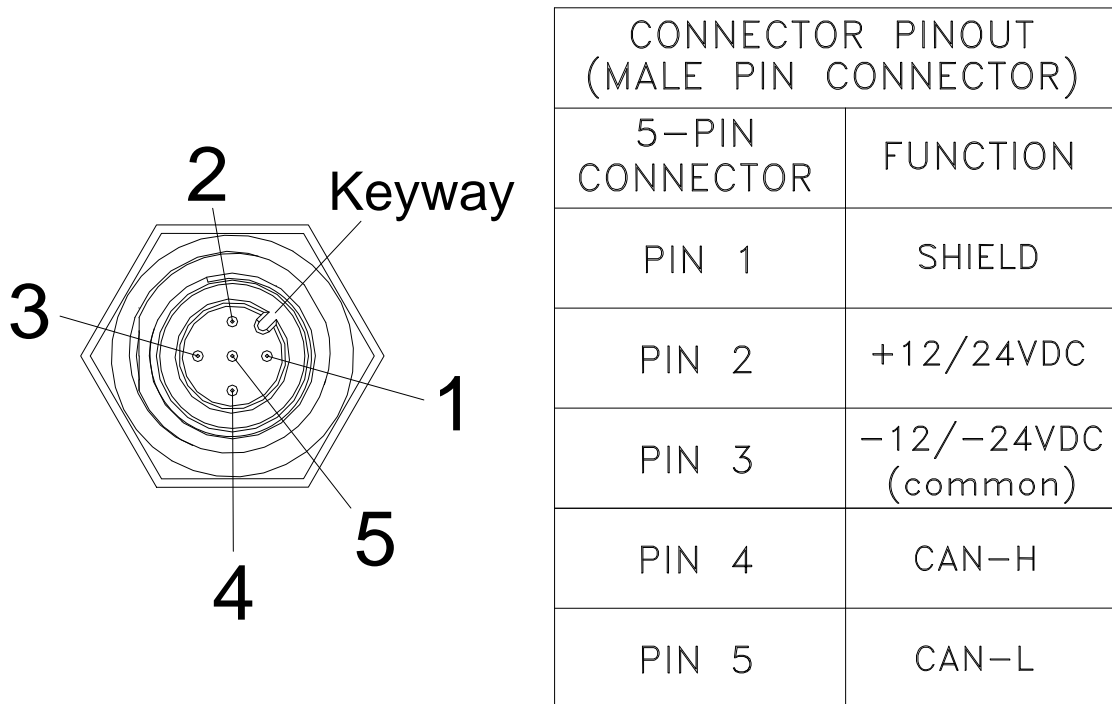 2
Keyway
3
1
5
4
CONNECTOR PINOUT
(MALE PIN CONNECTOR)
5-PIN
CONNECTOR
FUNCTION
PIN 1
SHIELD
PIN 2
+12/24VDC
PIN 3
-12/-24VDC
(common)
PIN 4
CAN-H
PIN 5
CAN-L